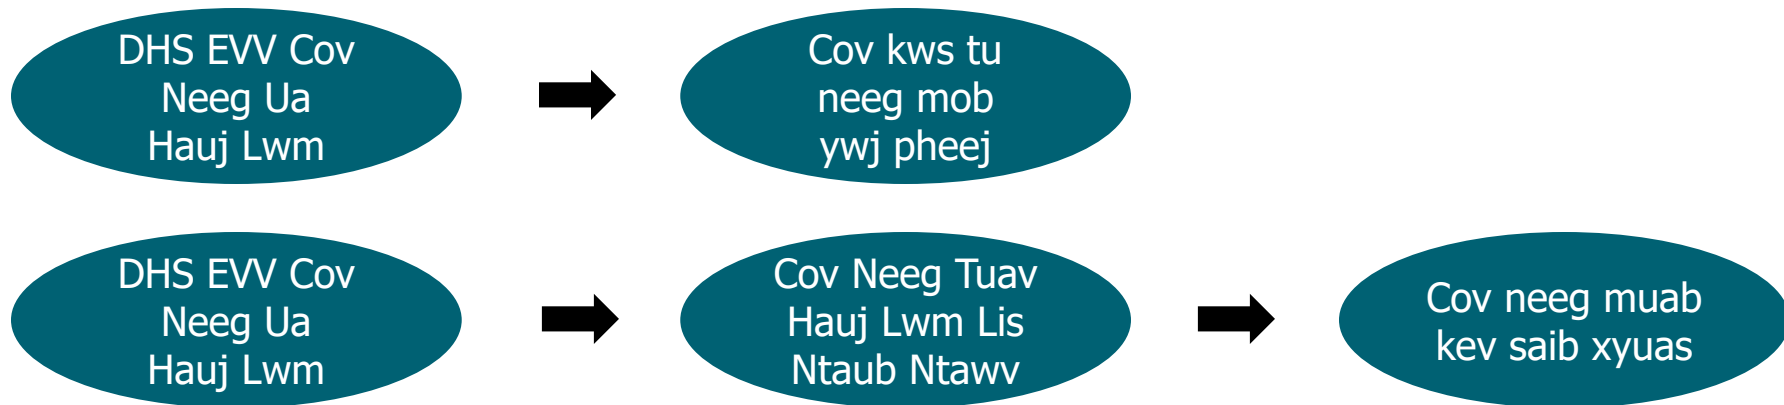 DHS EVV Cov
Neeg Ua
Hauj Lwm
Cov kws tu
neeg mob
ywj pheej
DHS EVV Cov
Neeg Ua
Hauj Lwm
Cov Neeg Tuav
Hauj Lwm Lis
Ntaub Ntawv
Cov neeg muab
kev saib xyuas